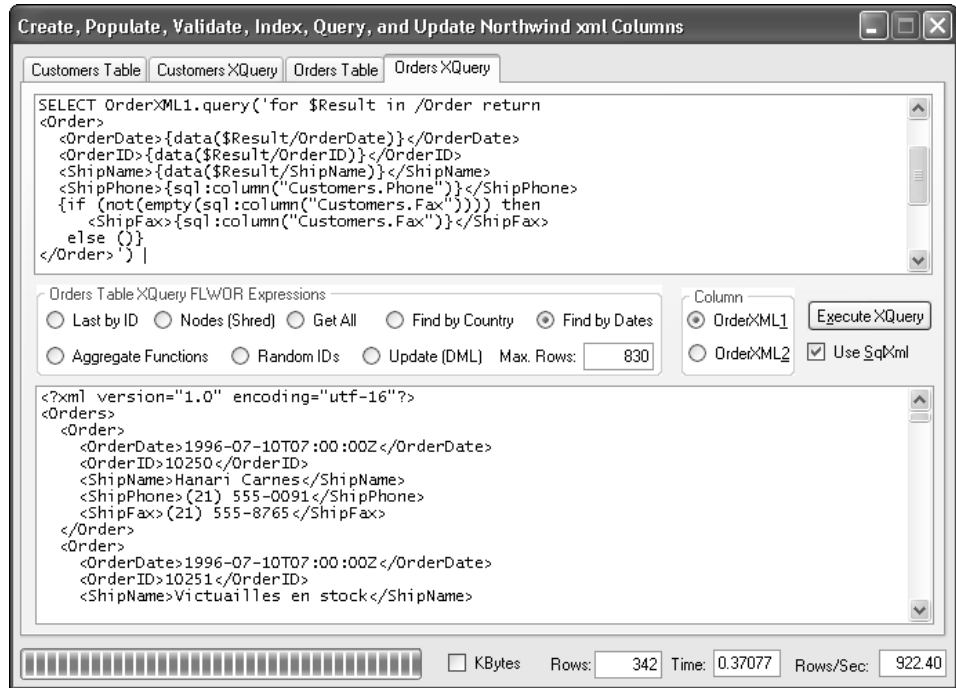 Create, Populate, Validate, Index, Query, and Update Northwind xml Columns
Customers Table Customers XQuery Orders Table Orders XQuery
SELECT OrderXML1.query('for $Result in /Order return
<Order>
<OrderDate>{data($Result/OrderDate)}</OrderDate>
<OrderID>{data($Result/OrderID)}</OrderID>
<ShipName>{data($Result/ShipName)}</ShipName>
<ShipPhone>{sql:column("Customers.Phone")}</ShipPhone>
{if (not(empty(sql:column("Customers.Fax")))) then
<ShipFax>{sql:column("Customers.Fax")}</ShipFax>
else ()}
</Order>')
Orders Table XQuery FLWOR Expressions
Last by ID Nodes (Shred) Get All Find by Country Find by Dates
Aggregate Functions Random IDs Update (DML) Max. Rows: 830
Column
OrderXML1
OrderXML2
Execute XQuery
Use SqlXml
<?xml version="1.0" encoding="utf-16"?>
<Orders>
<Order>
<OrderDate>1996-07-10T07:00:00Z</OrderDate>
<OrderID>10250</OrderID>
<ShipName>Hanari Carnes</ShipName>
<ShipPhone>(21) 555-0091</ShipPhone>
<ShipFax>(21) 555-8765</ShipFax>
</Order>
<Order>
<OrderDate>1996-07-10T07:00:00Z</OrderDate>
<OrderID>10251</OrderID>
<ShipName>Victuailles en stock</ShipName>
KBytes Rows: 342 Time: 0.37077 Rows/Sec: 922.40